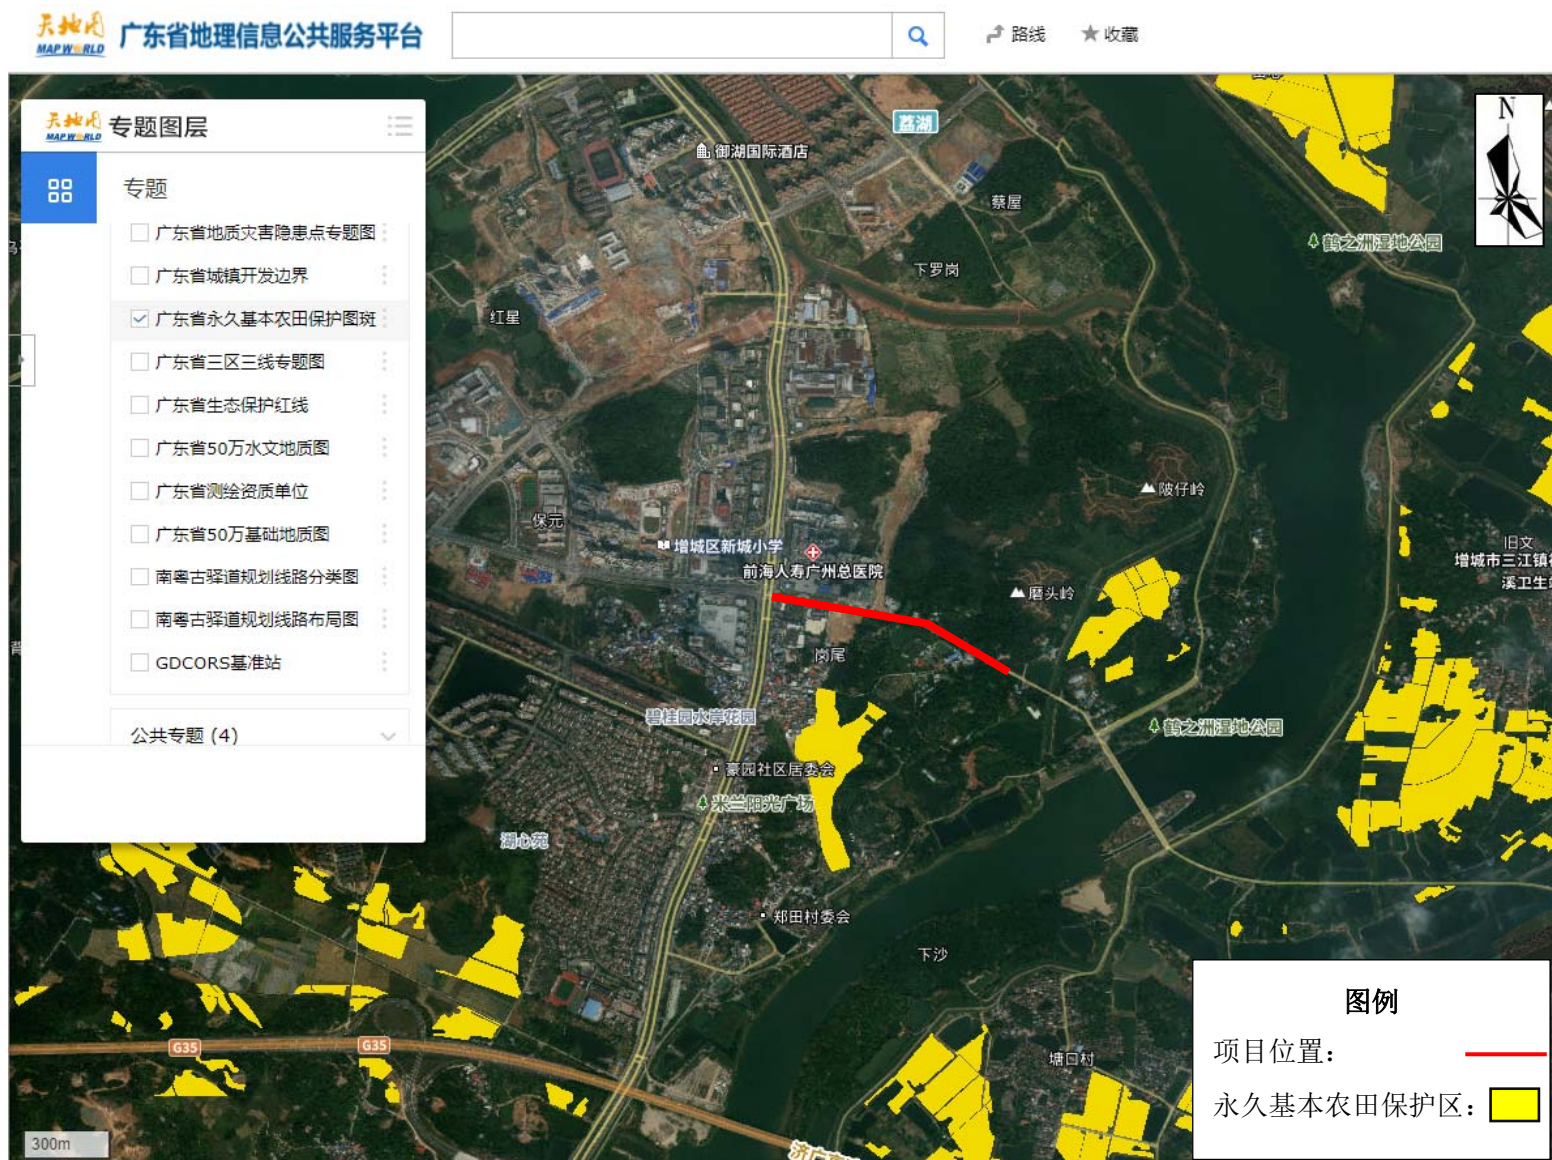 天地图
MAP WORLD
广东省地理信息公共服务平台
路线
收藏
天地图
MAP WORLD
专题图层
专题
广东省地质灾害隐患点专题图
广东省城镇开发边界
广东省永久基本农田保护图斑
广东省三区三线专题图
广东省生态保护红线
广东省50万水文地质图
广东省测绘资质单位
广东省50万基础地质图
南粤古驿道规划线路分类图
南粤古驿道规划线路布局图
GDCORS基准站
公共专题 (4)
荔湖
御湖国际酒店
蔡屋
鹤之洲湿地公园
下罗岗
红星
陂仔岭
保元
增城区新城小学
前海人寿广州总医院
旧文
增城市三江镇
溪卫生
磨头岭
岗尾
碧桂园水岸花园
鹤之洲湿地公园
豪园社区居委会
米兰阳光广场
湖心苑
郑田村委会
下沙
塘口村
G35
G35
济广高
300m
N
图例
项目位置：
永久基本农田保护区：